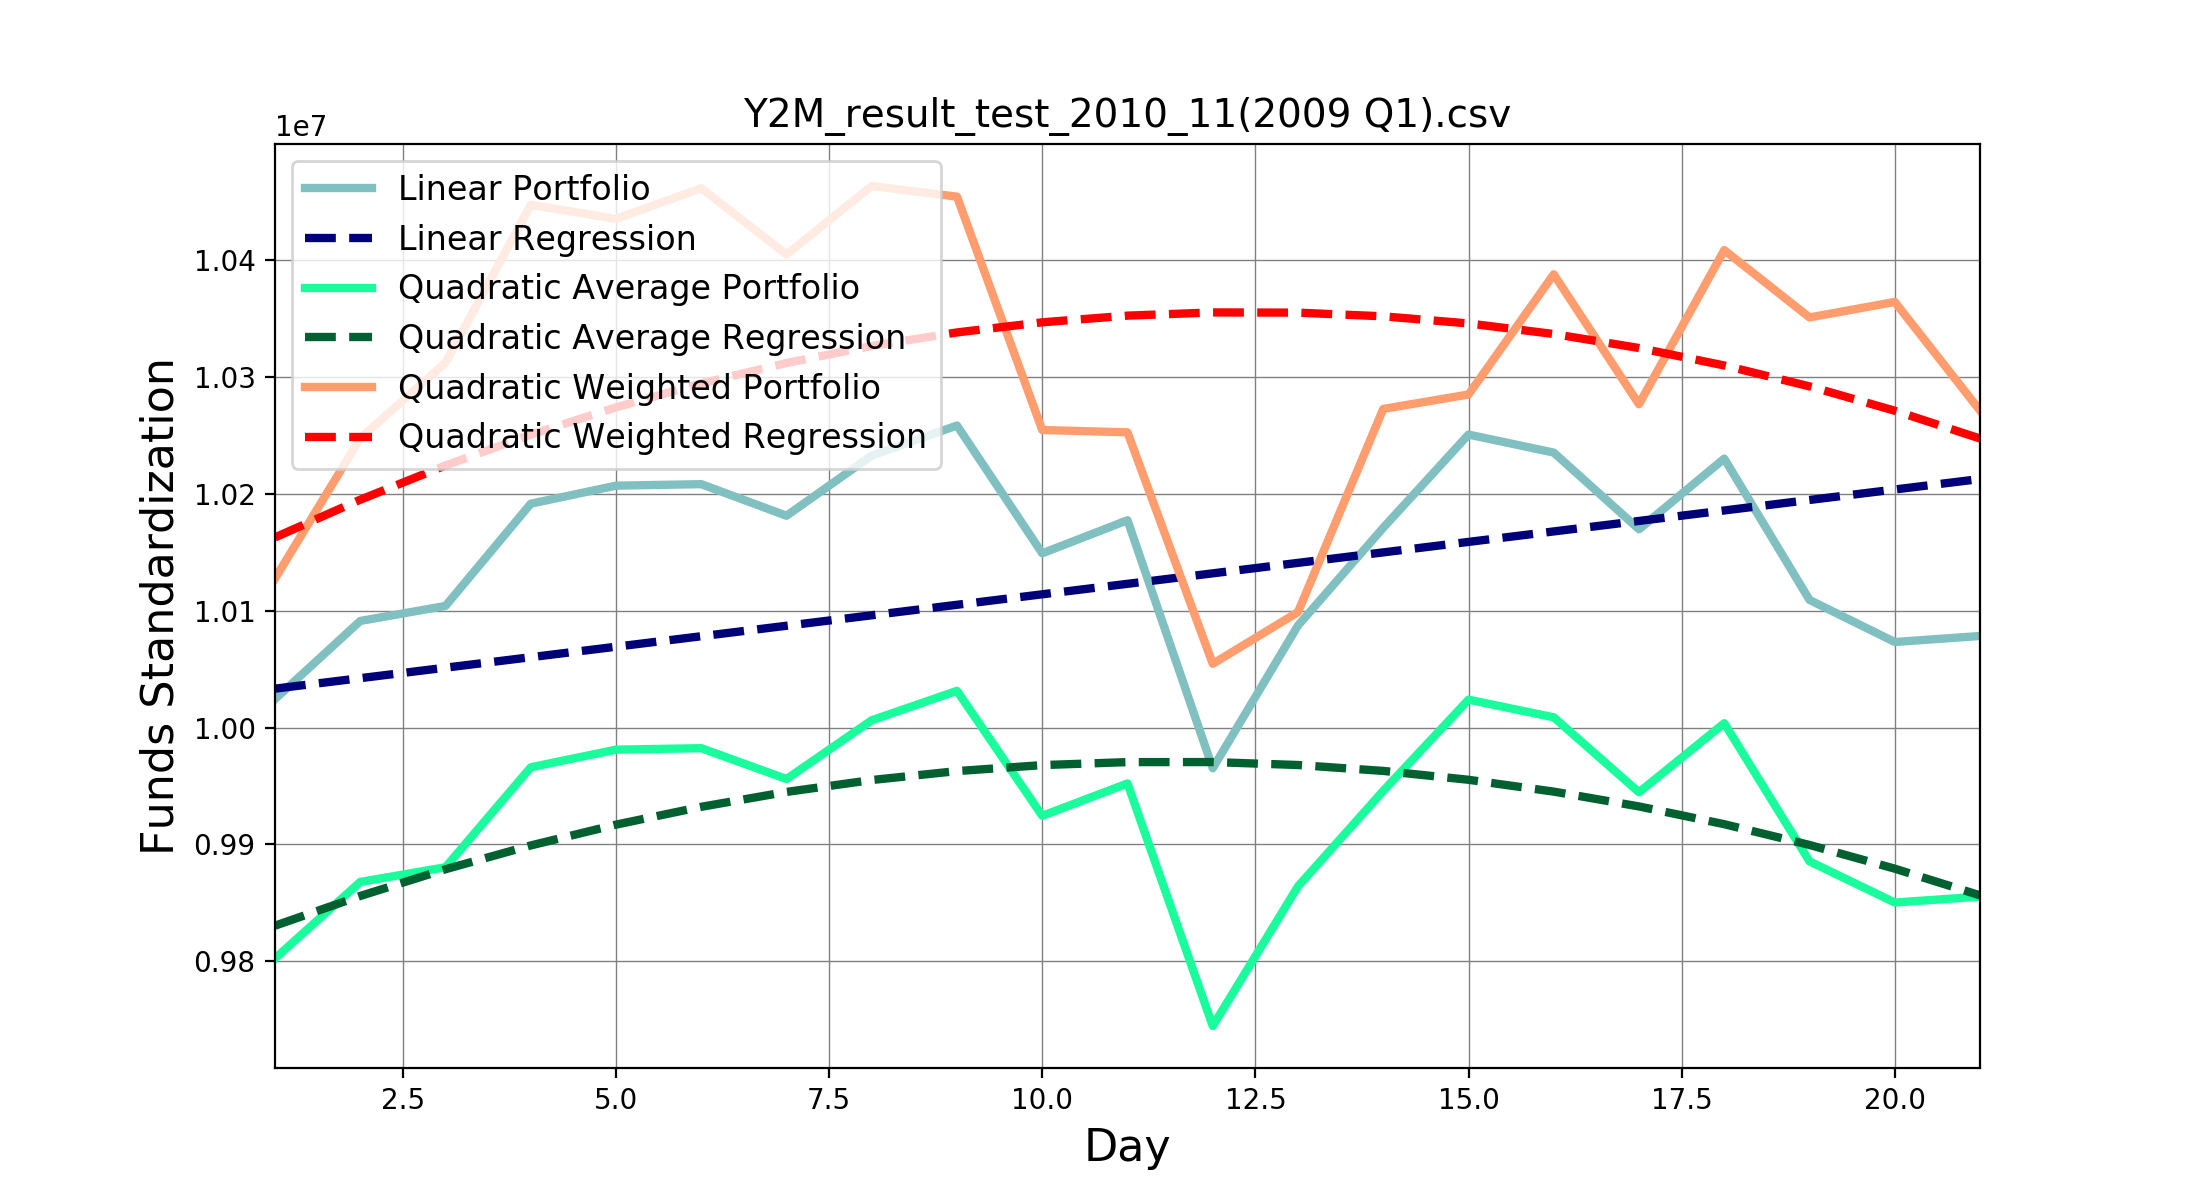 Y2M_result_test_2010_11(2009 Q1).csv
1e7
Linear Portfolio
Linear Regression
Quadratic Average Portfolio
Quadratic Average Regression
Quadratic Weighted Portfolio
Quadratic Weighted Regression
1.04
1.03
1.02
1.01
1.00
0.99
0.98
Funds Standardization
2.5 5.0 7.5 10.0 12.5 15.0 17.5 20.0
Day